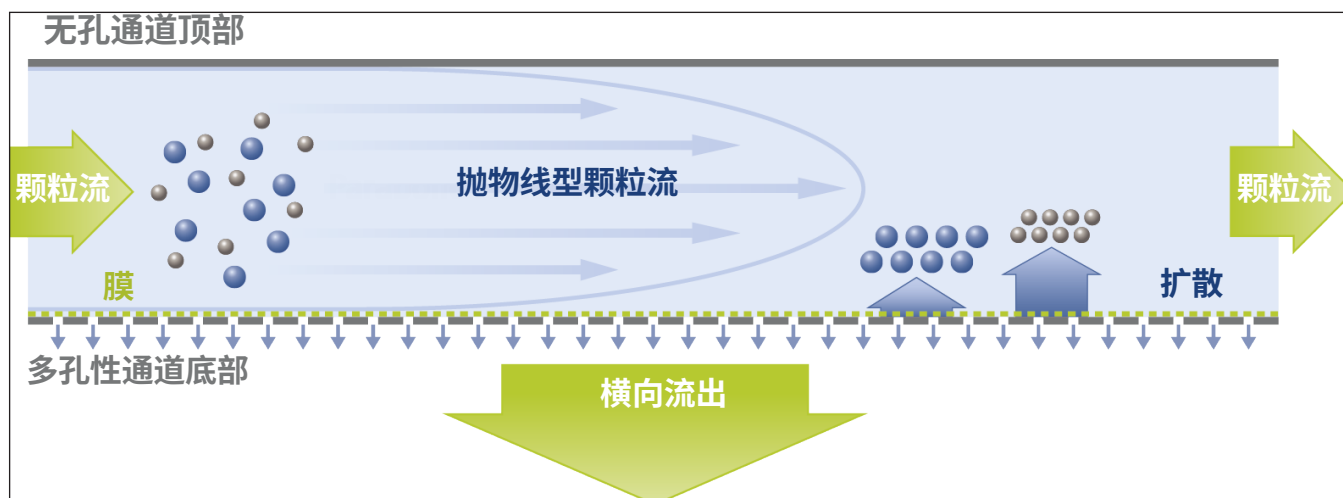 无孔通道顶部
颗粒流
抛物线型颗粒流
颗粒流
膜
扩散
多孔性通道底部
横向流出